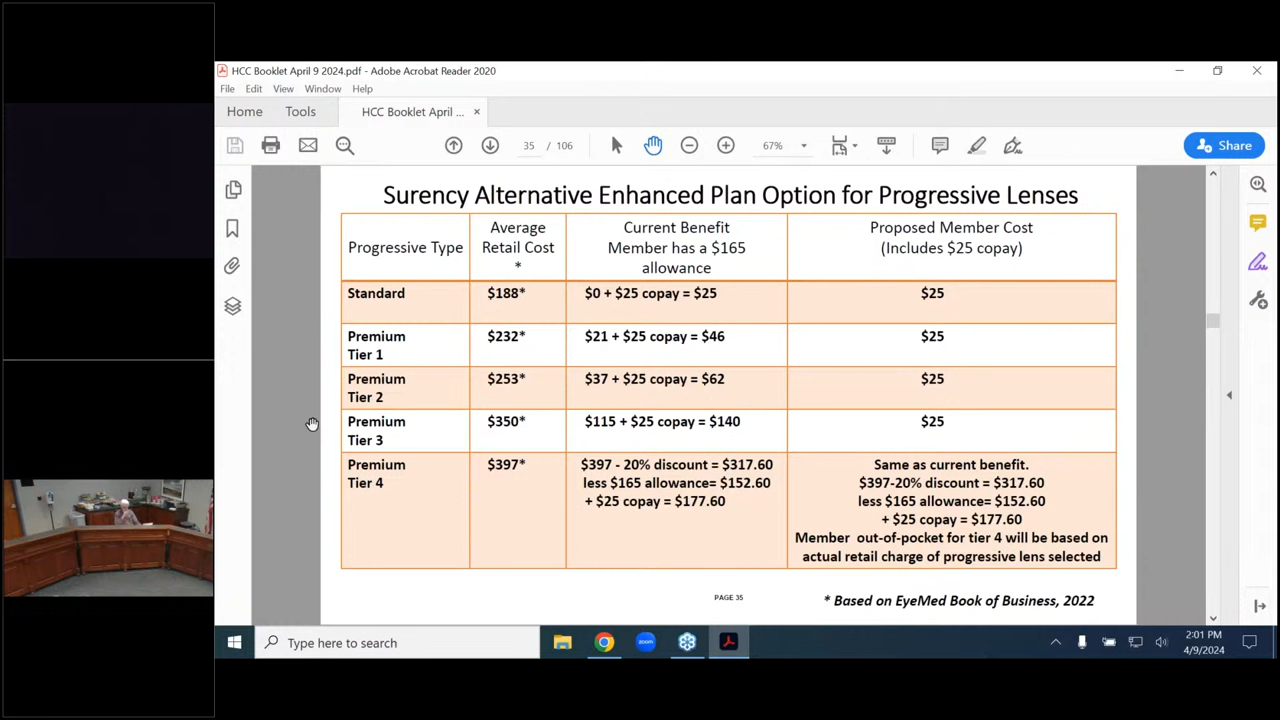 HCC Booklet April 9 2024.pdf - Adobe Acrobat Reader 2020
File Edit View Window Help
Home Tools HCC Booklet April ... ×
35 / 106 67% Share
Surency Alternative Enhanced Plan Option for Progressive Lenses
Progressive Type
Average
Retail Cost
*
Current Benefit
Member has a $165
allowance
Proposed Member Cost
(Includes $25 copay)
Standard $188* $0 + $25 copay = $25 $25
Premium $232* $21 + $25 copay = $46 $25
Tier 1
Premium $253* $37 + $25 copay = $62 $25
Tier 2
Premium $350* $115 + $25 copay = $140 $25
Tier 3
Premium
Tier 4
$397*
$397 - 20% discount = $317.60
less $165 allowance= $152.60
+ $25 copay = $177.60
Same as current benefit.
$397-20% discount = $317.60
less $165 allowance= $152.60
+ $25 copay = $177.60
Member out-of-pocket for tier 4 will be based on
actual retail charge of progressive lens selected
PAGE 35
* Based on EyeMed Book of Business, 2022
Type here to search
zoom
2:01 PM
4/9/2024